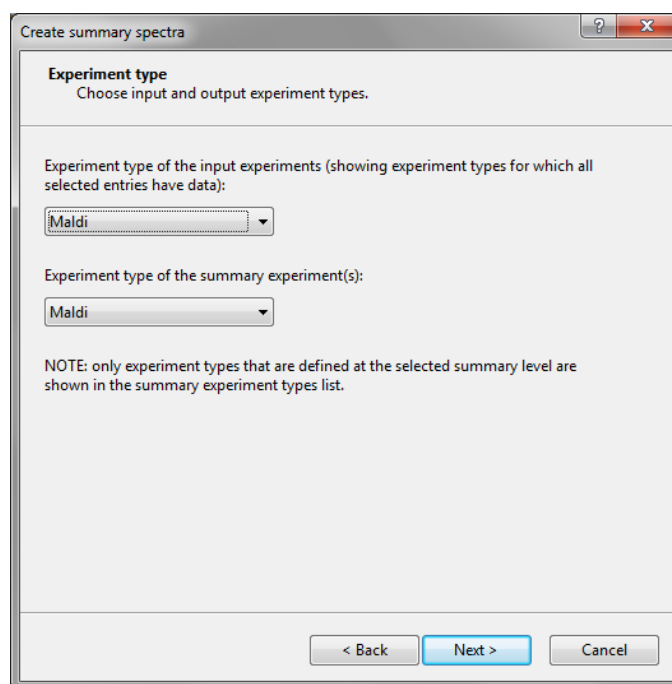 Create summary spectra
Experiment type
Choose input and output experiment types.
Experiment type of the input experiments (showing experiment types for which all
selected entries have data):
Maldi
Experiment type of the summary experiment(s):
Maldi
NOTE: only experiment types that are defined at the selected summary level are
shown in the summary experiment types list.
< Back
Next >
Cancel